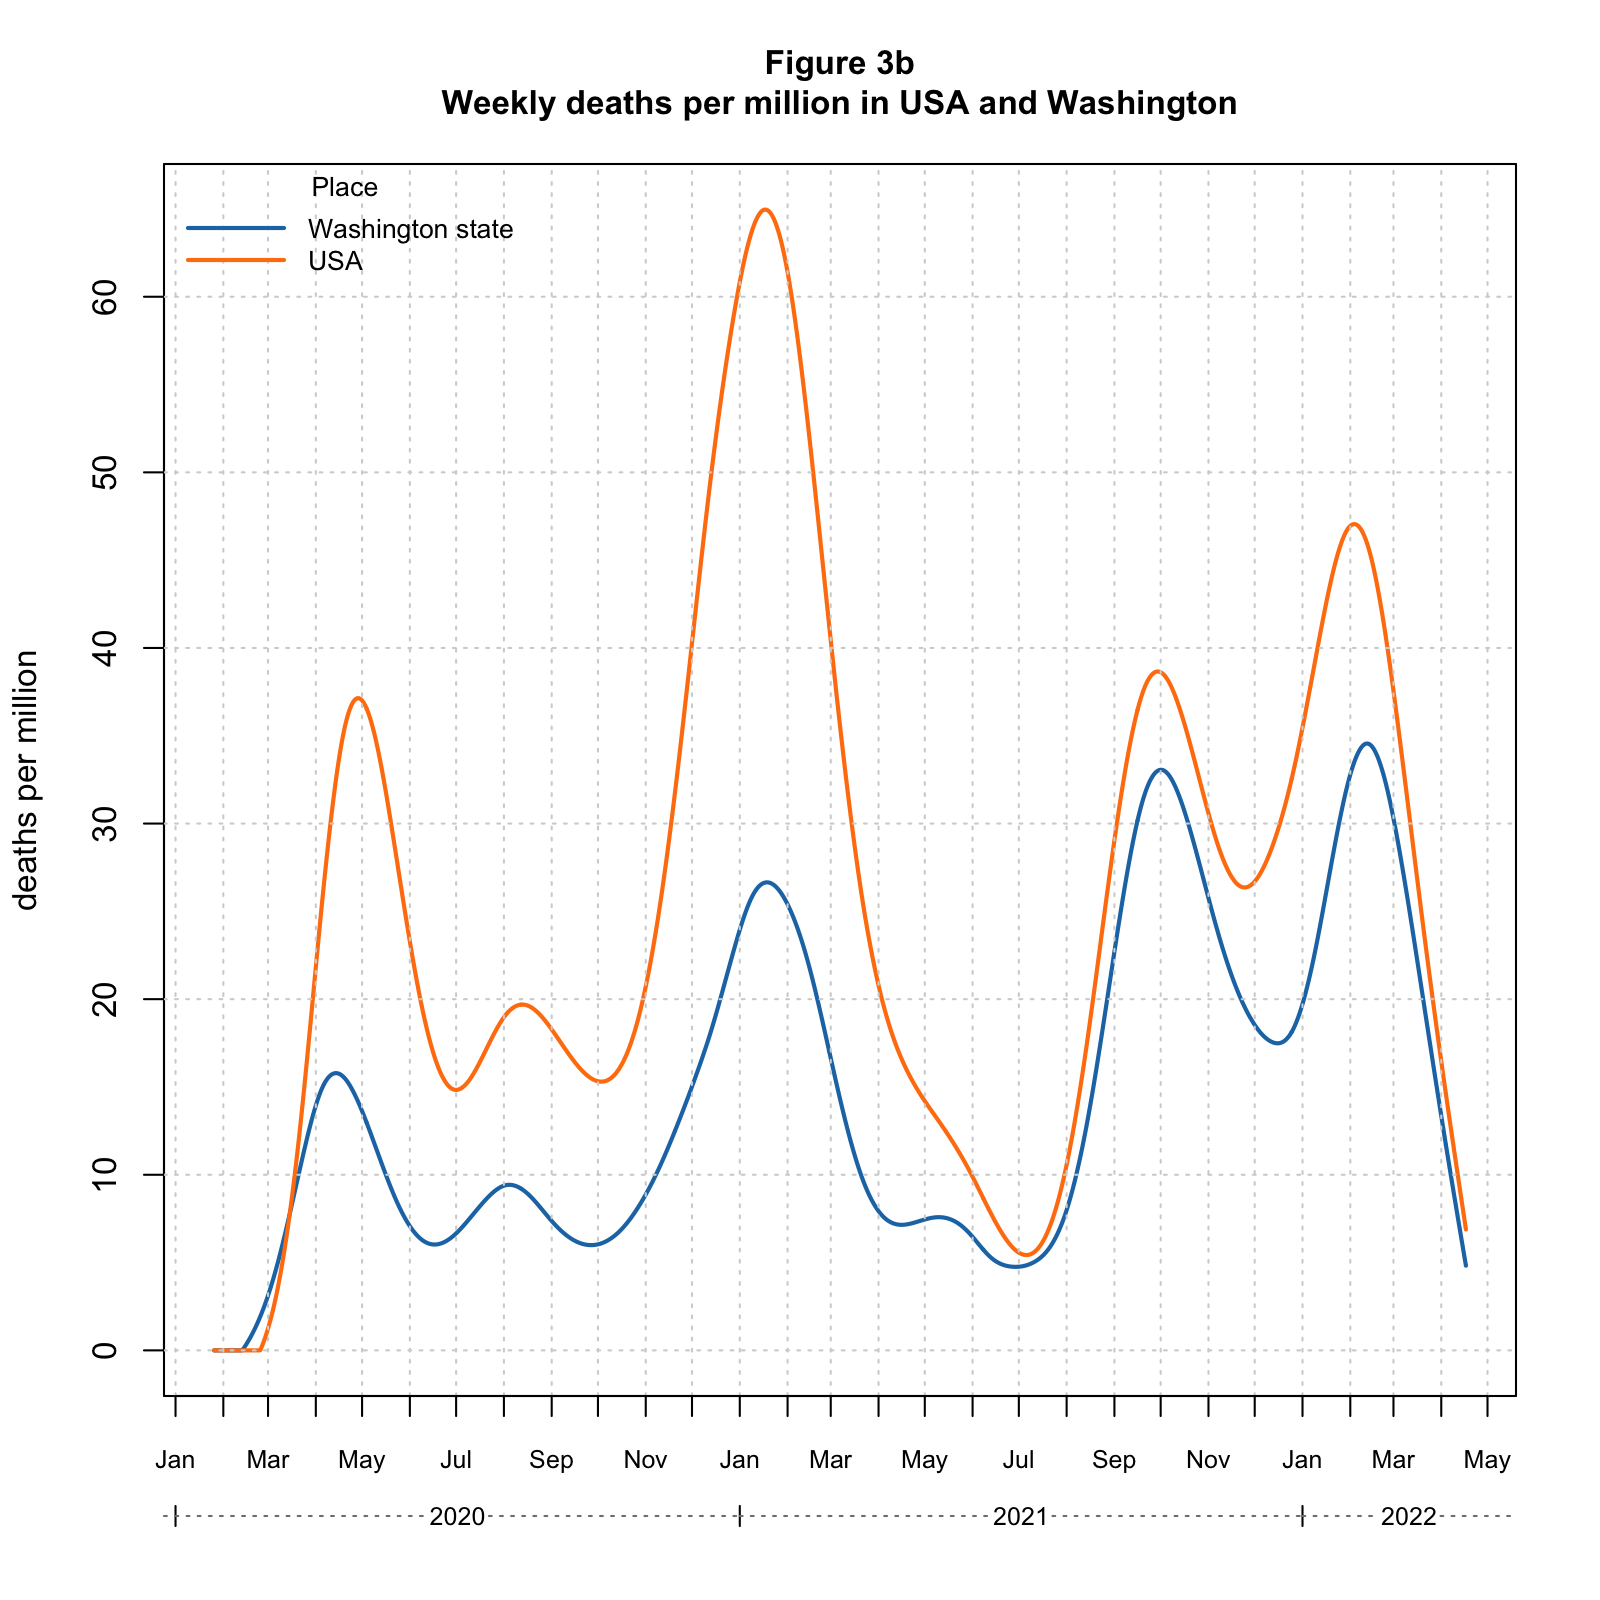 Figure 3b
Weekly deaths per million in USA and Washington
Place
Washington state
USA
deaths per million
60
50
40
30
20
10
0
Jan Mar May Jul Sep Nov Jan Mar May Jul Sep Nov Jan Mar May
2020 2021 2022